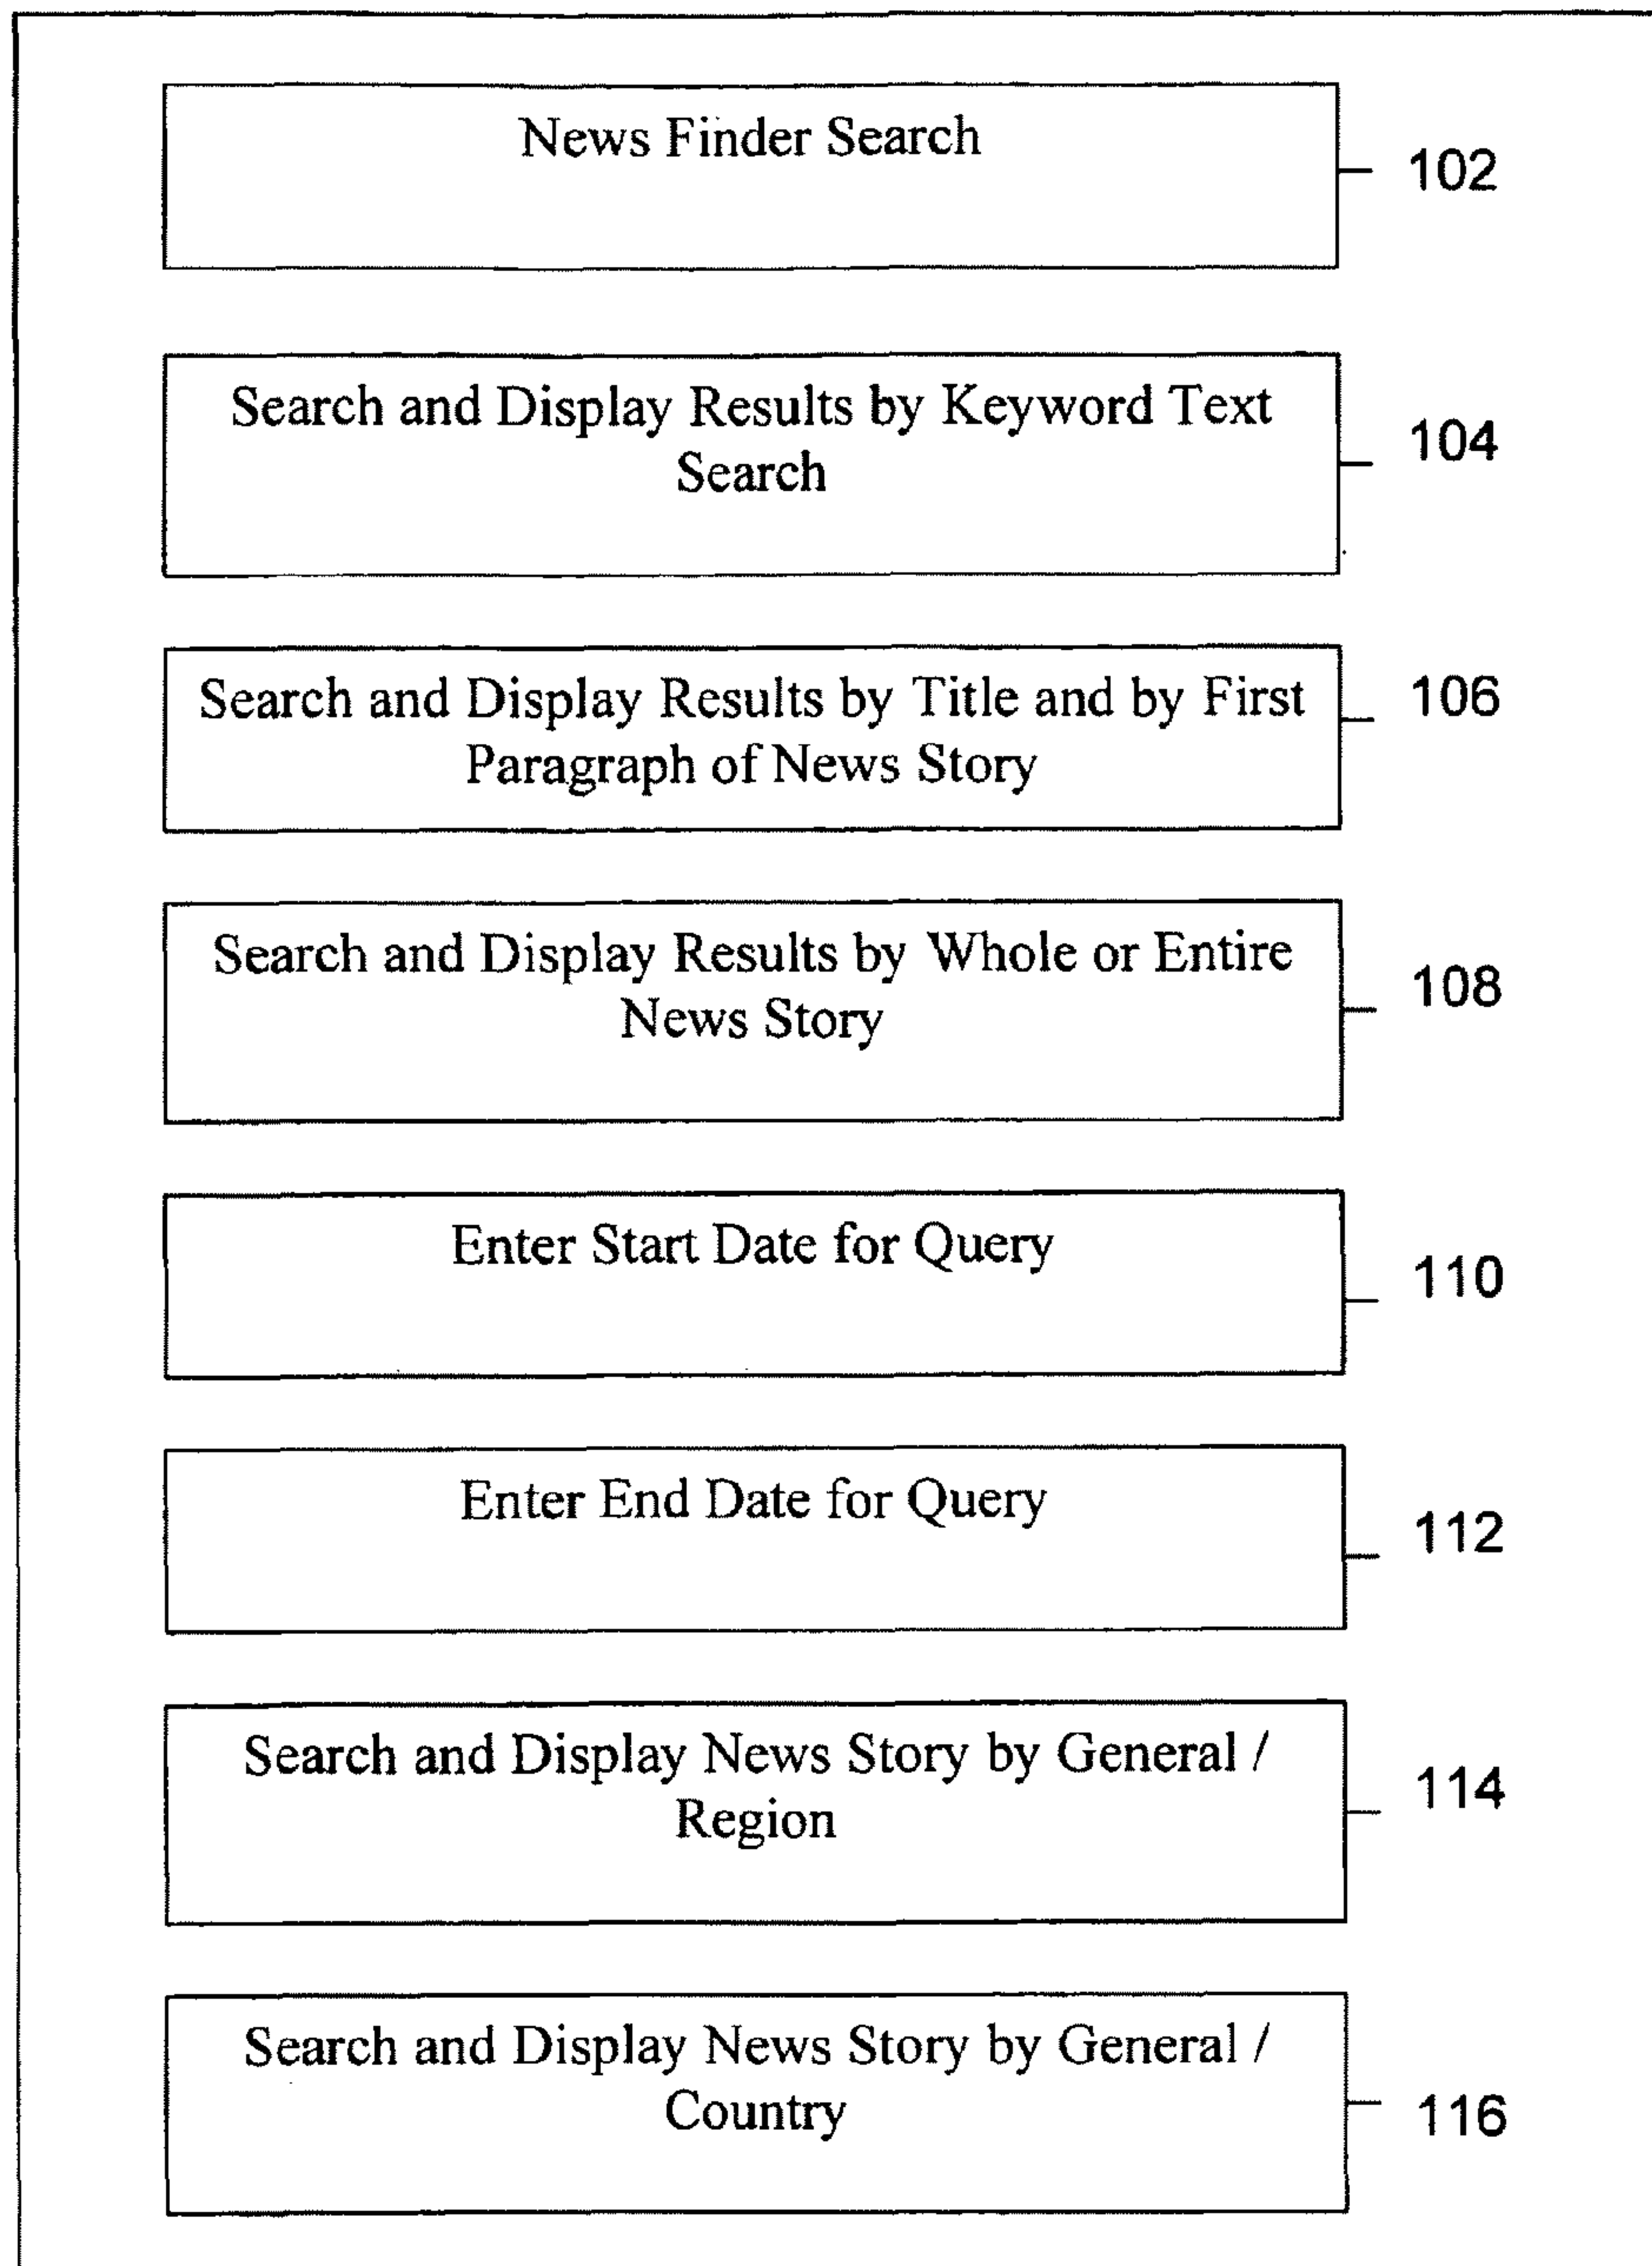 News Finder Search
102
Search and Display Results by Keyword Text
Search
104
Search and Display Results by Title and by First
Paragraph of News Story
106
Search and Display Results by Whole or Entire
News Story
108
Enter Start Date for Query
110
Enter End Date for Query
112
Search and Display News Story by General /
Region
114
Search and Display News Story by General /
Country
116